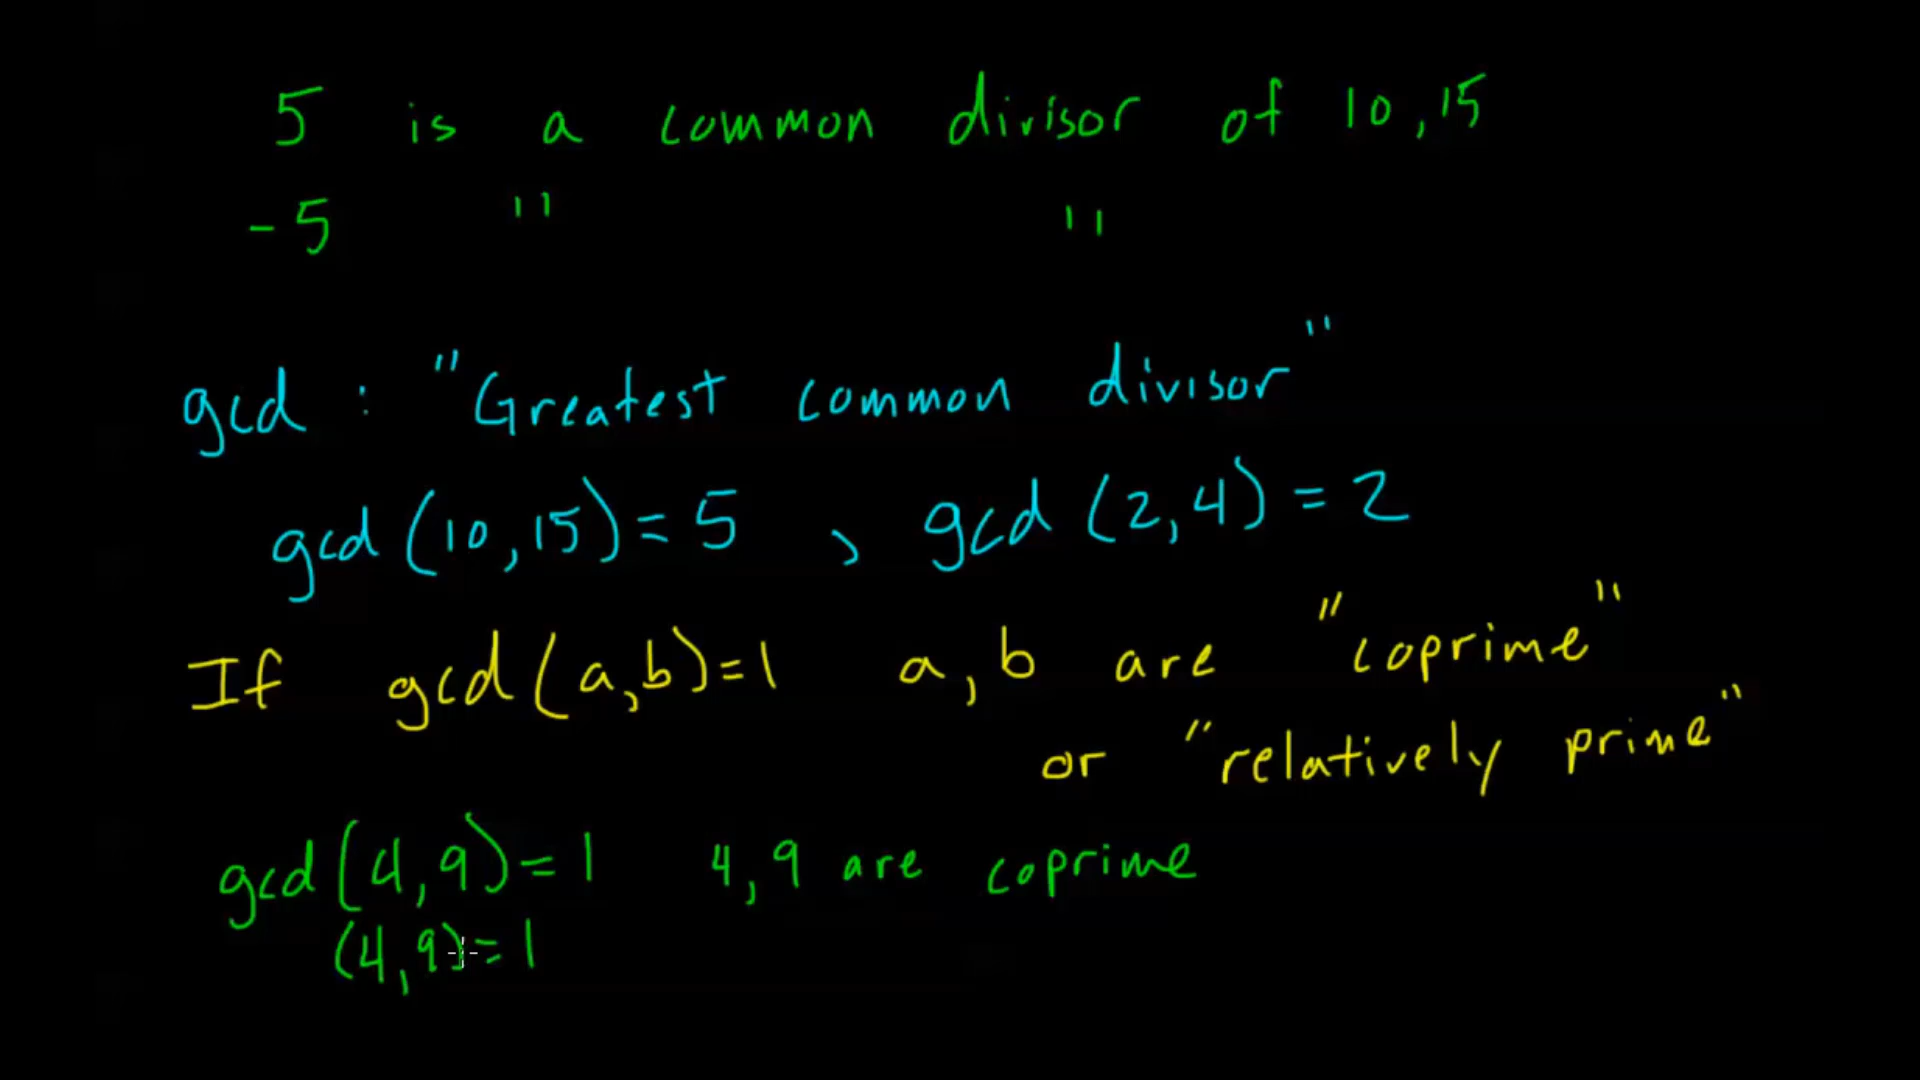 5 is a common divisor of 10, 15
-5 " "
gcd : "Greatest common divisor"
gcd (10, 15) = 5 , gcd (2, 4) = 2
If gcd (a, b) = 1 a, b are "coprime"
or "relatively prime"
gcd (4, 9) = 1 4, 9 are coprime
(4, 9) = 1